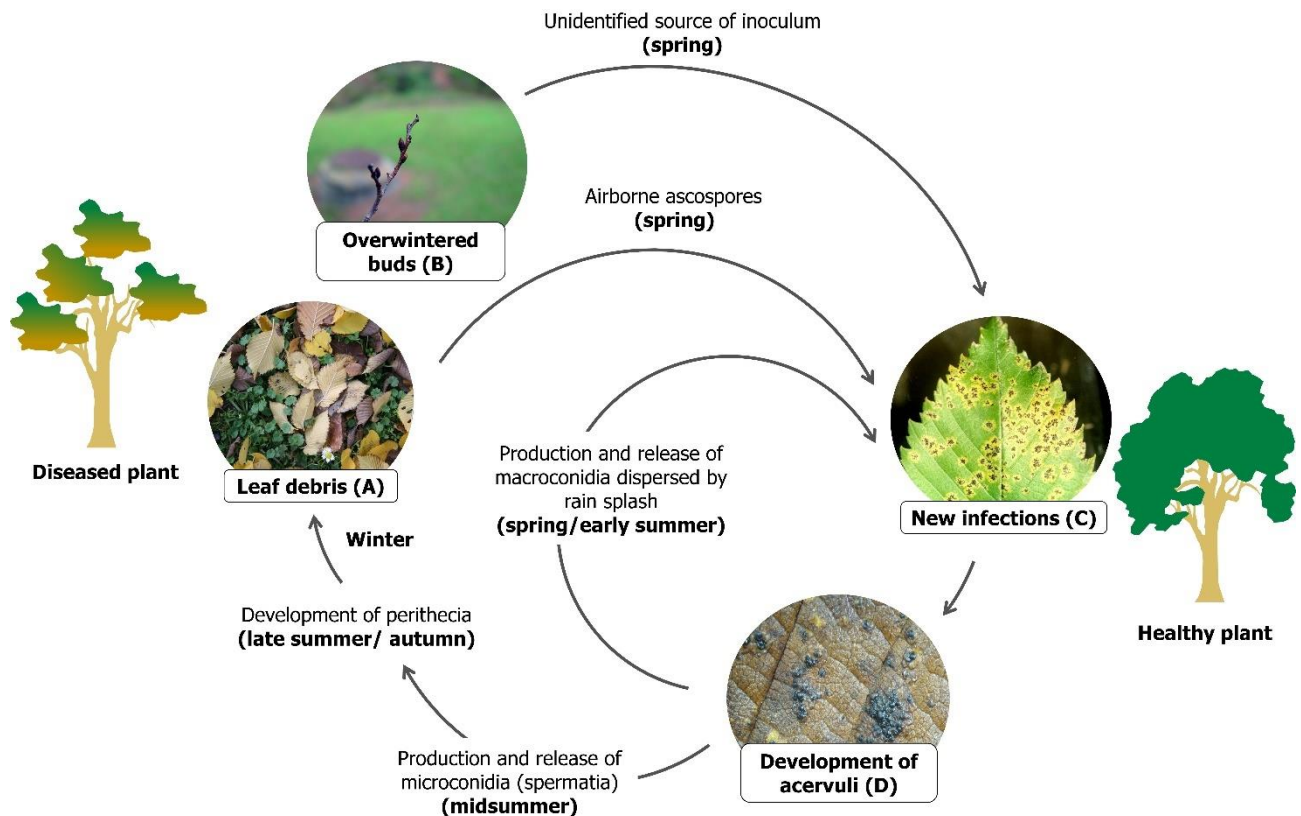 Unidentified source of inoculum
(spring)
Airborne ascospores
(spring)
Overwintered
buds (B)
Diseased plant
Leaf debris (A)
Production and release of
macroconidia dispersed by
rain splash
(spring/early summer)
New infections (C)
Healthy plant
Winter
Development of perithecia
(late summer/ autumn)
Production and release of
microconidia (spermatia)
(midsummer)
Development of
acervuli (D)